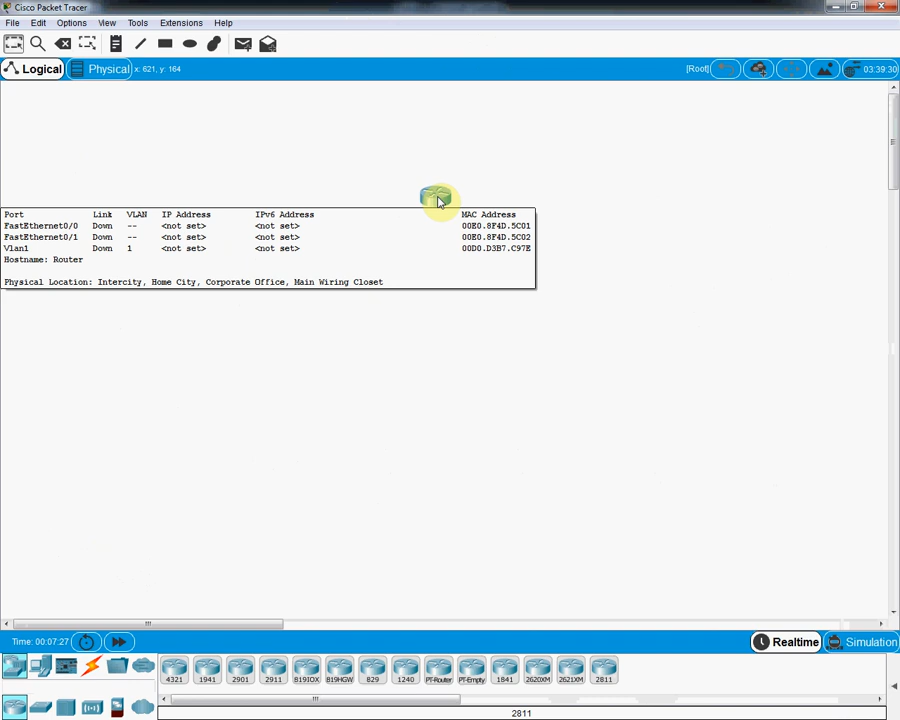 Cisco Packet Tracer
File Edit Options View Tools Extensions Help
Logical Physical x: 621, y: 164 [Root] 03:39:30
Port Link VLAN IP Address IPv6 Address MAC Address
FastEthernet0/0 Down -- <not set> <not set> 00E0.8F4D.5C01
FastEthernet0/1 Down -- <not set> <not set> 00E0.8F4D.5C02
Vlan1 Down 1 <not set> <not set> 00D0.D3B7.C97E
Hostname: Router
Physical Location: Intercity, Home City, Corporate Office, Main Wiring Closet
Time: 00:07:27 Realtime Simulation
4321 1941 2901 2911 819IOX 819HGW 829 1240 PT-Router PT-Empty 1841 2620XM 2621XM 2811
2811